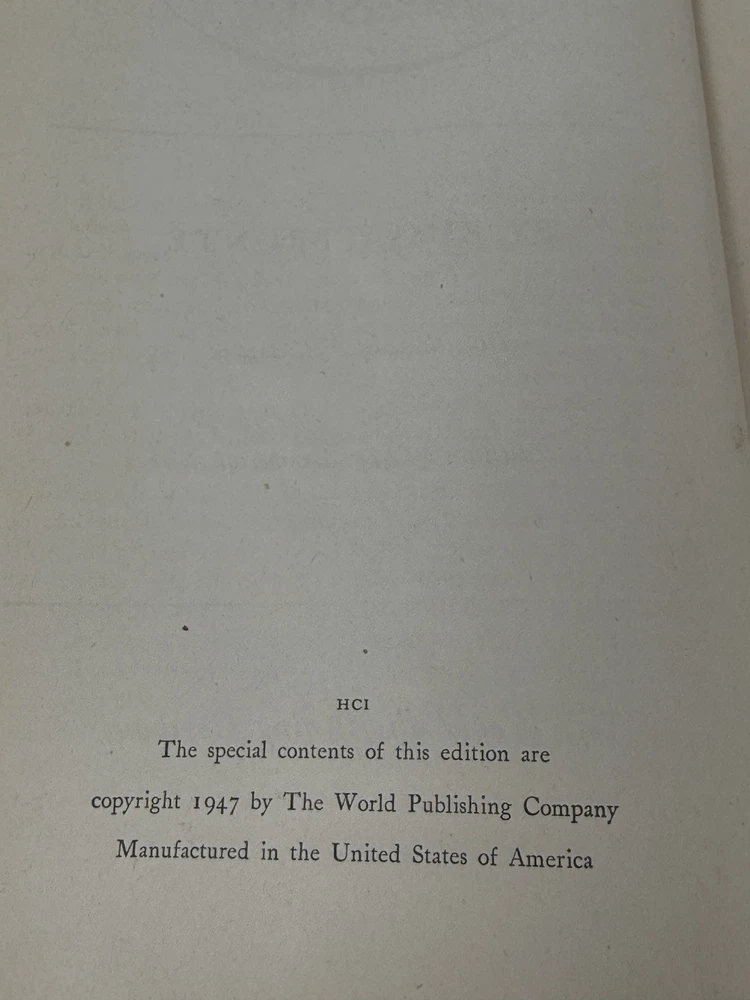 HCI
The special contents of this edition are
copyright 1947 by The World Publishing Company
Manufactured in the United States of America